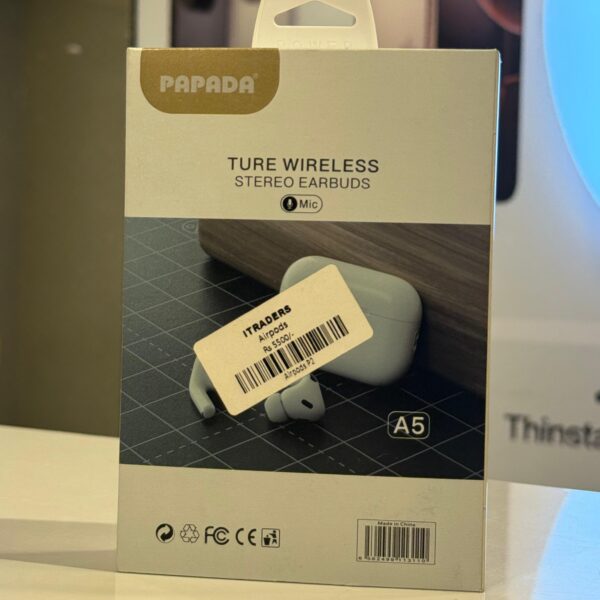 POWER
PAPADA®
TURE WIRELESS
STEREO EARBUDS
Mic
ITRADERS
Airpods
Rs 5500/-
Airpods P2
A5
Thinsta
FC CE
Made in China